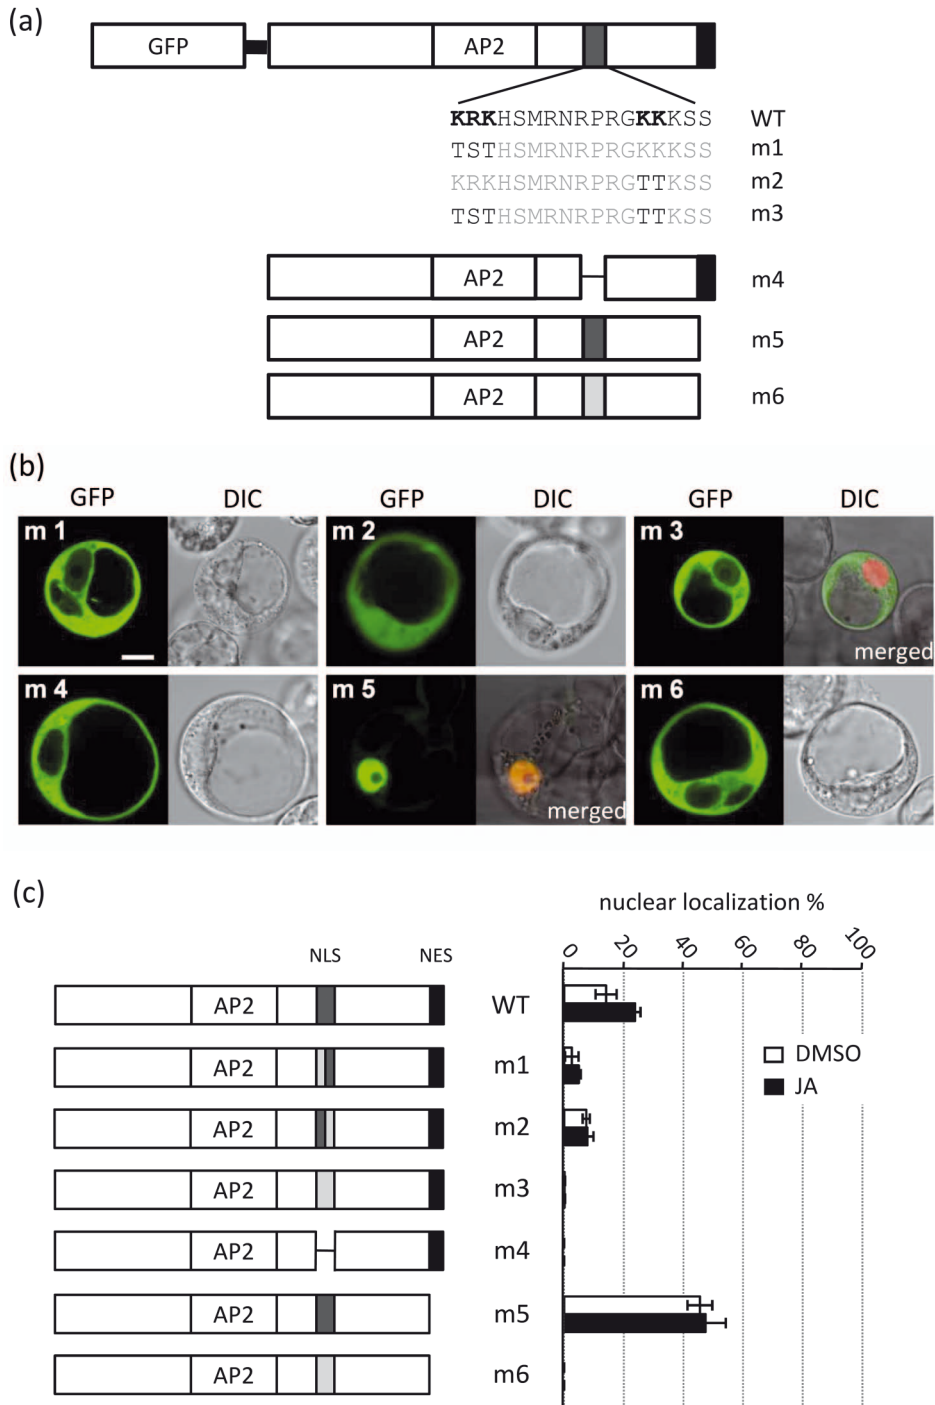 (a)
GFP AP2
KRKHSMRNRPRGKKKSS WT
TSTHSMRNRPRGKKKSS m1
KRKHSMRNRPRGTTKSS m2
TSTHSMRNRPRGTTKSS m3
AP2 m4
AP2 m5
AP2 m6
(b)
GFP DIC GFP DIC GFP DIC
m 1 m 2 m 3
merged
m 4 m 5 m 6
merged
(c)
nuclear localization %
0 20 40 60 80 100
NLS NES
AP2 WT
DMSO
AP2 m1
JA
AP2 m2
AP2 m3
AP2 m4
AP2 m5
AP2 m6